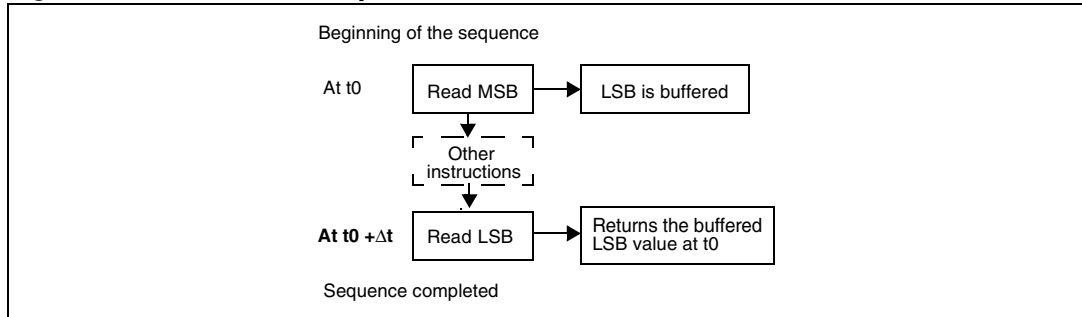 Beginning of the sequence
At t0
Read MSB
LSB is buffered
Other
instructions
At t0 +Δt
Read LSB
Returns the buffered
LSB value at t0
Sequence completed